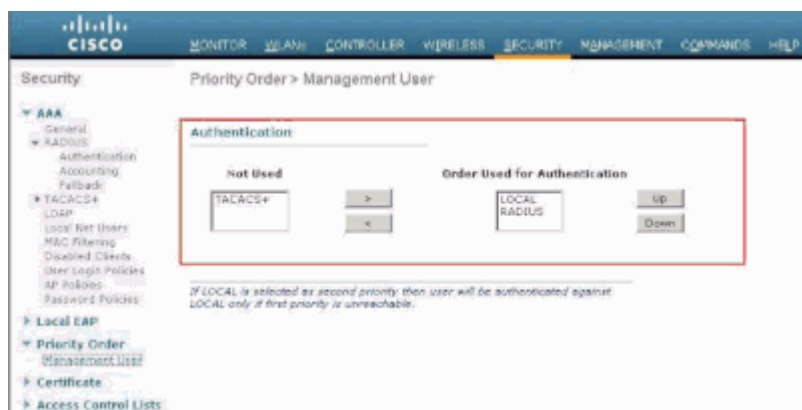 CISCO
MONITOR WLANs CONTROLLER WIRELESS SECURITY MANAGEMENT COMMANDS HELP
Security
AAA
General
RADIUS
Authentication
Accounting
Fallback
TACACS+
LDAP
Local Net Users
MAC Filtering
Disabled Clients
User Login Policies
AP Policies
Password Policies
Local EAP
Priority Order
Management User
Certificate
Access Control Lists
Priority Order > Management User
Authentication
Not Used
Order Used for Authentication
TACACS+
>
<
LOCAL
RADIUS
Up
Down
If LOCAL is selected as second priority then user will be authenticated against
LOCAL only if first priority is unreachable.